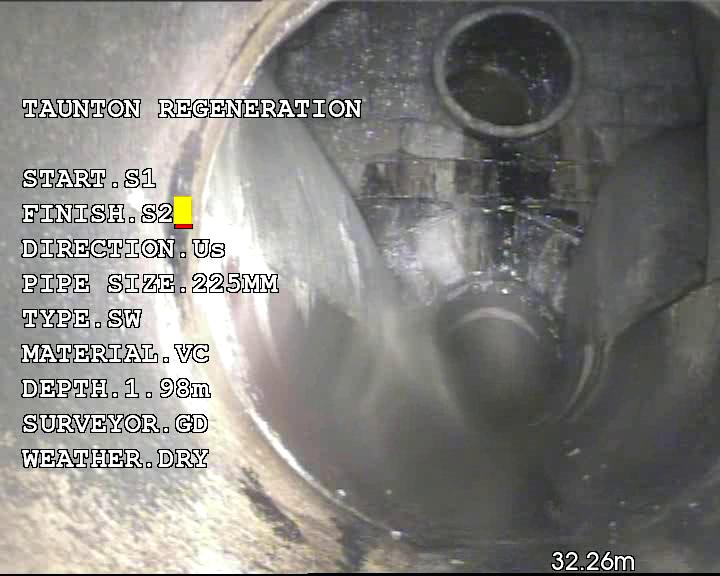 TAUNTON REGENERATION
START.S1
FINISH.S2
DIRECTION.Us
PIPE SIZE.225MM
TYPE.SW
MATERIAL.VC
DEPTH.1.98m
SURVEYOR.GD
WEATHER.DRY
32.26m